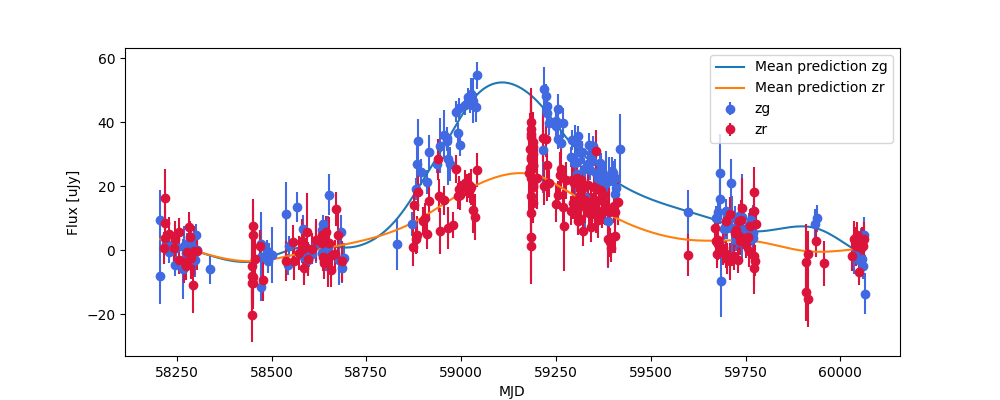 Mean prediction zg
Mean prediction zr
zg
zr
60
40
20
0
−20
Flux [uJy]
58250 58500 58750 59000 59250 59500 59750 60000
MJD